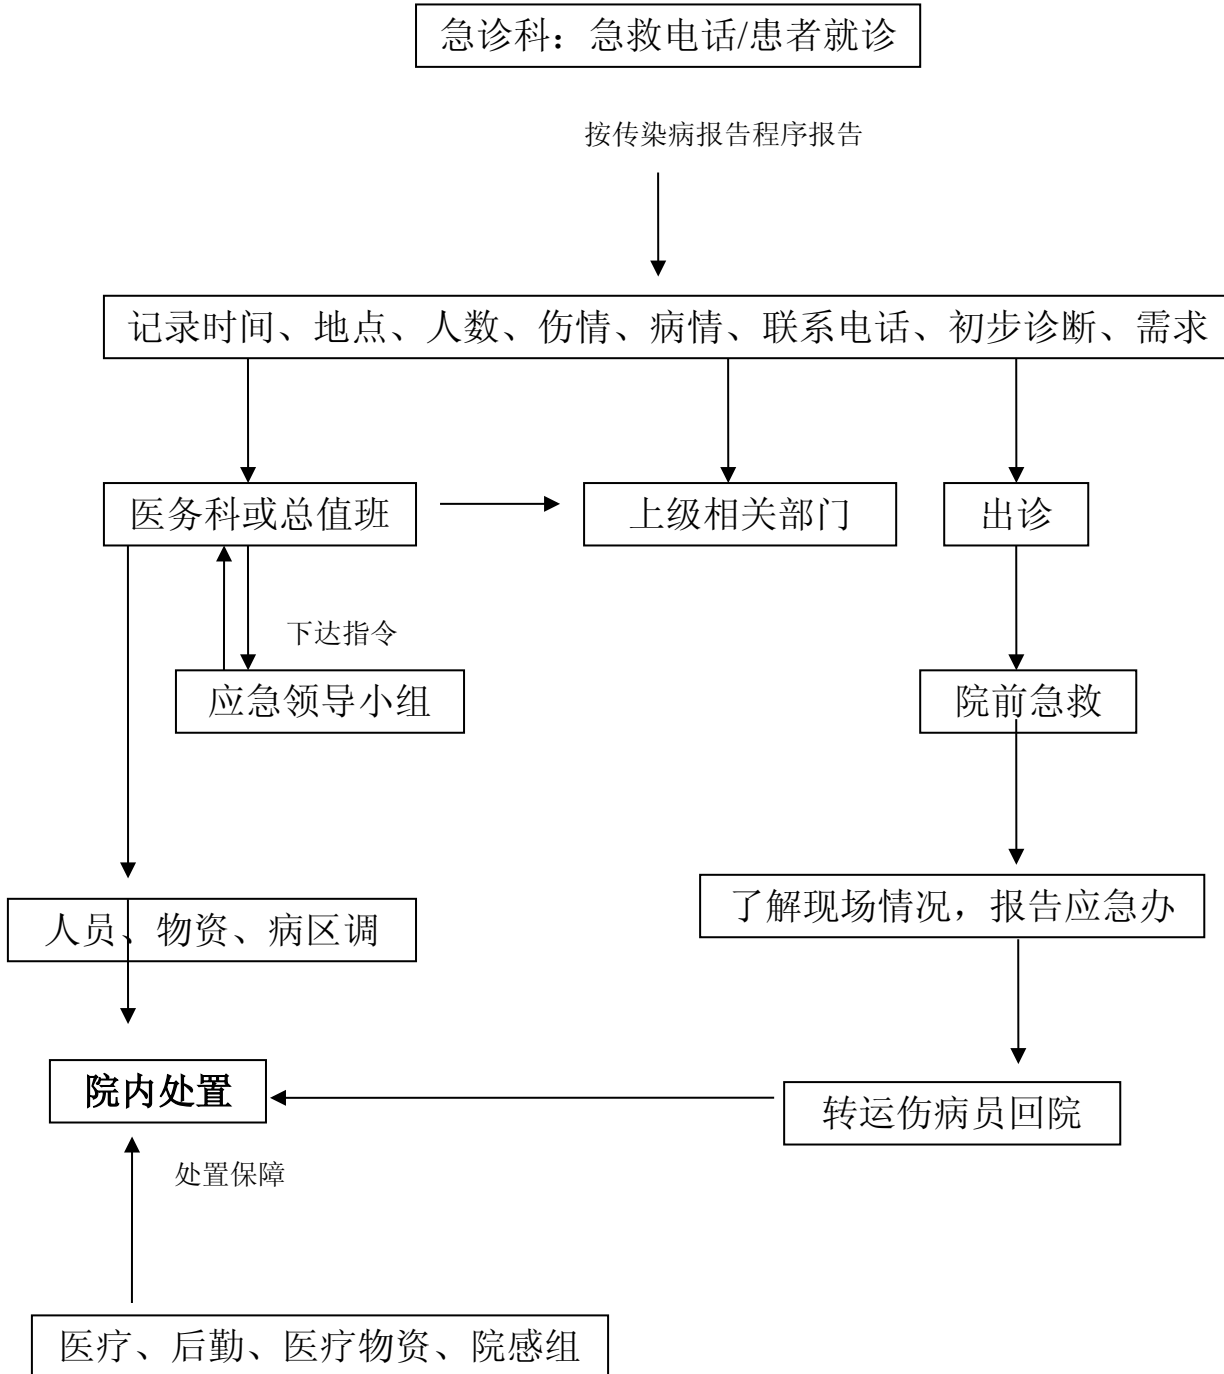 急诊科：急救电话/患者就诊
按传染病报告程序报告
记录时间、地点、人数、伤情、病情、联系电话、初步诊断、需求
医务科或总值班
上级相关部门
出诊
下达指令
应急领导小组
院前急救
人员、物资、病区调
了解现场情况，报告应急办
院内处置
转运伤病员回院
处置保障
医疗、后勤、医疗物资、院感组